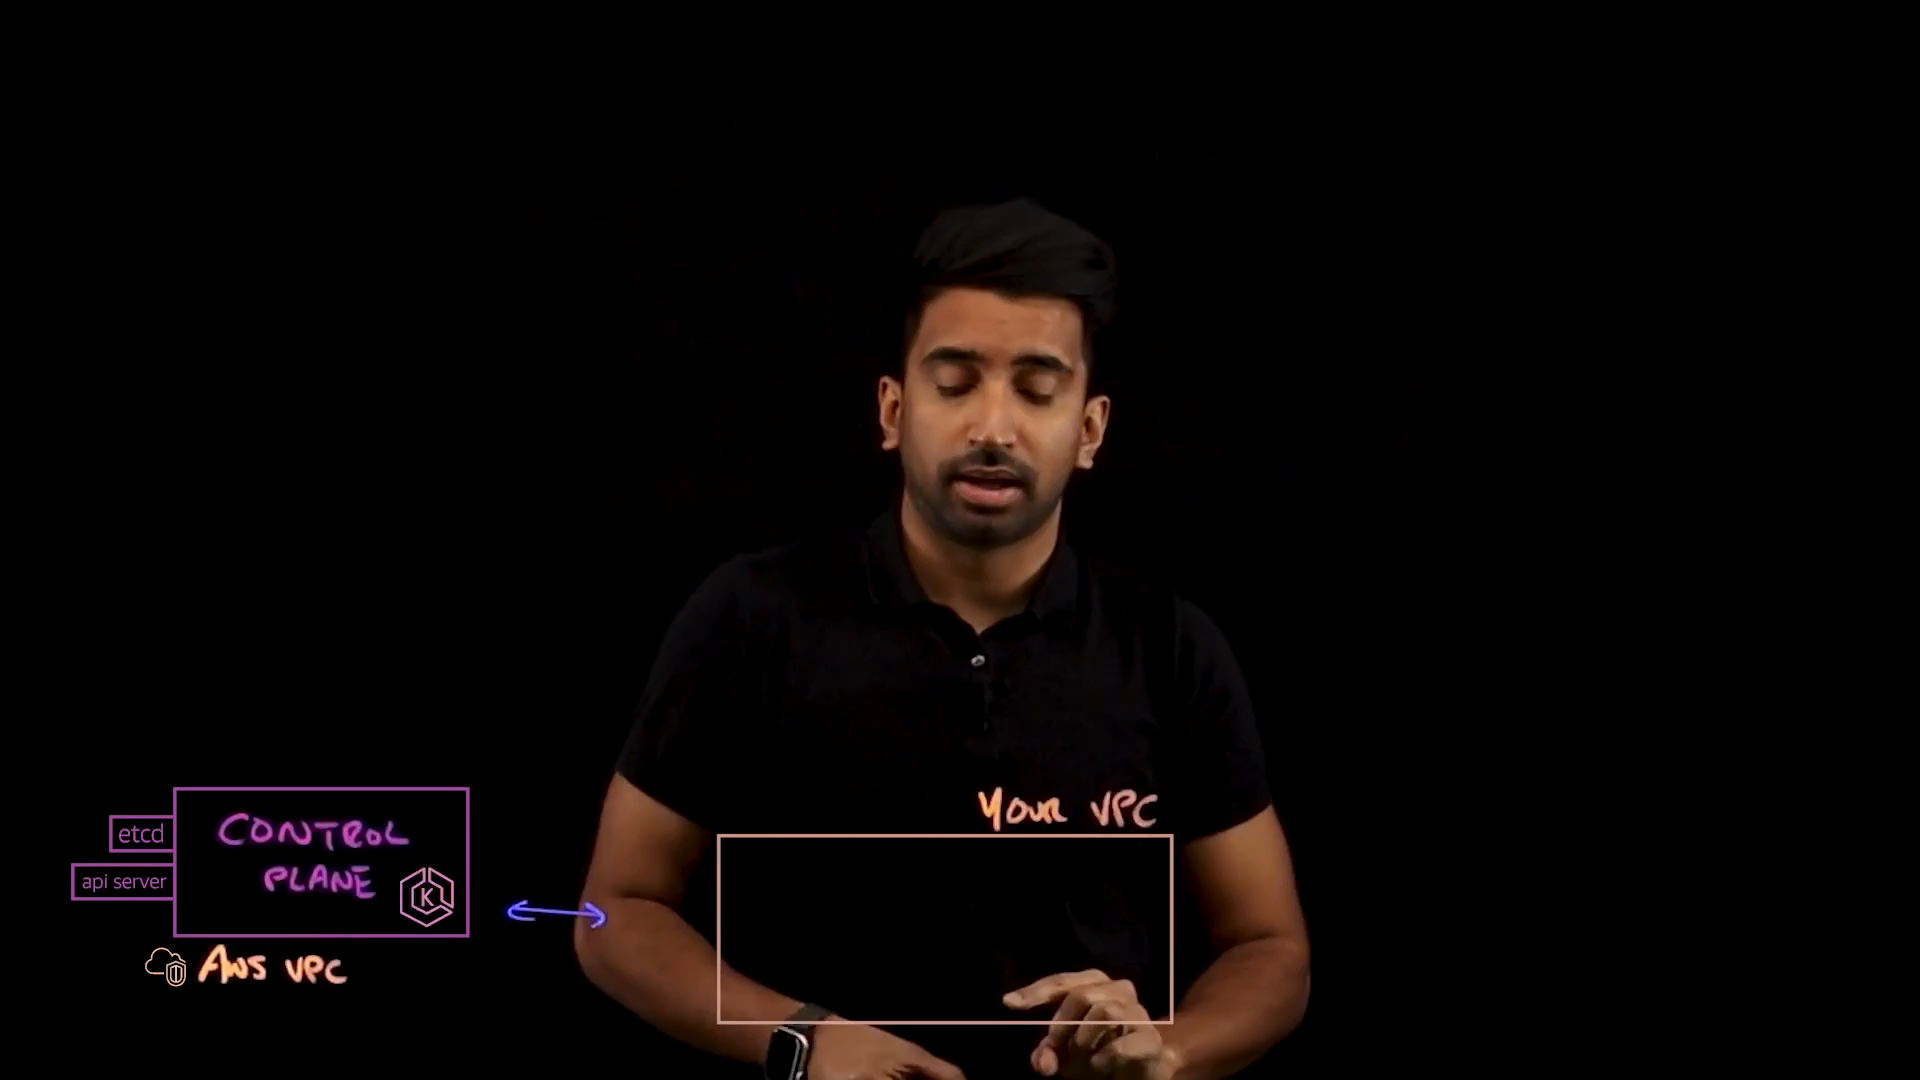 YOUR VPC
etcd
CONTROL
PLANE
K
api server
AWS VPC